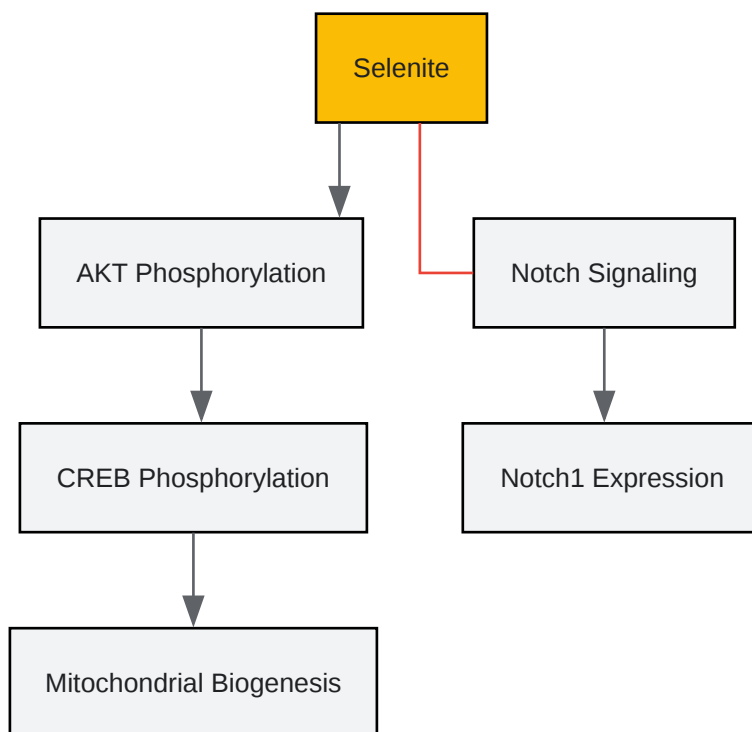 Selenite
AKT Phosphorylation
Notch Signaling
CREB Phosphorylation
Notch1 Expression
Mitochondrial Biogenesis